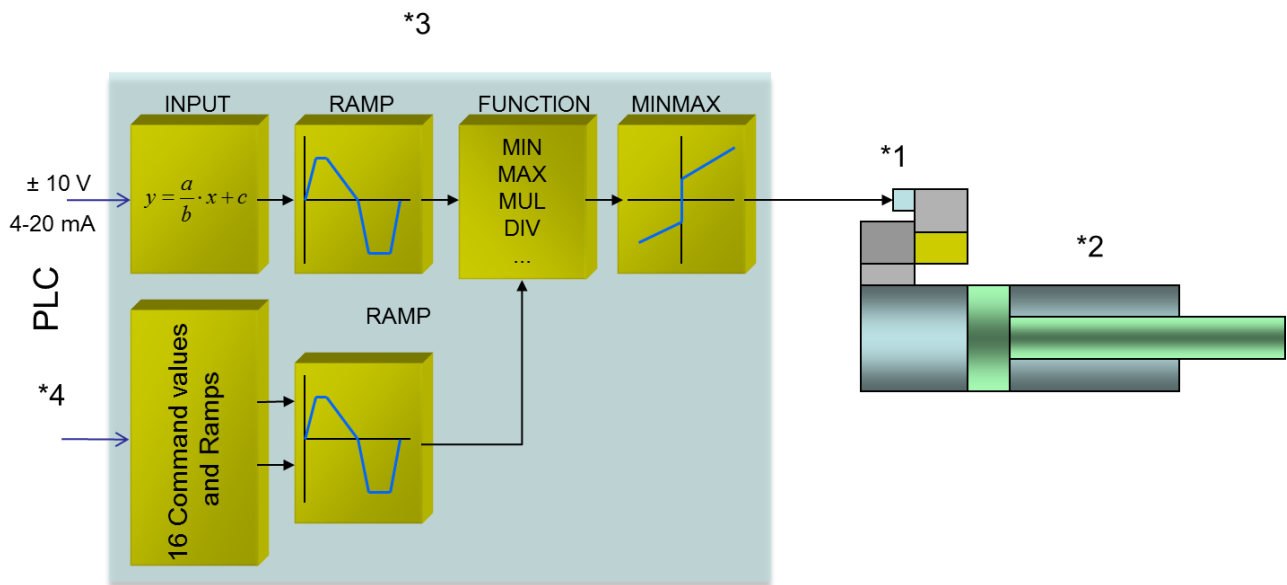 *3
INPUT
RAMP
FUNCTION
MINMAX
± 10 V
4-20 mA
y = a/b · x + c
MIN
MAX
MUL
DIV
...
*1
*2
PLC
*4
16 Command values
and Ramps
RAMP